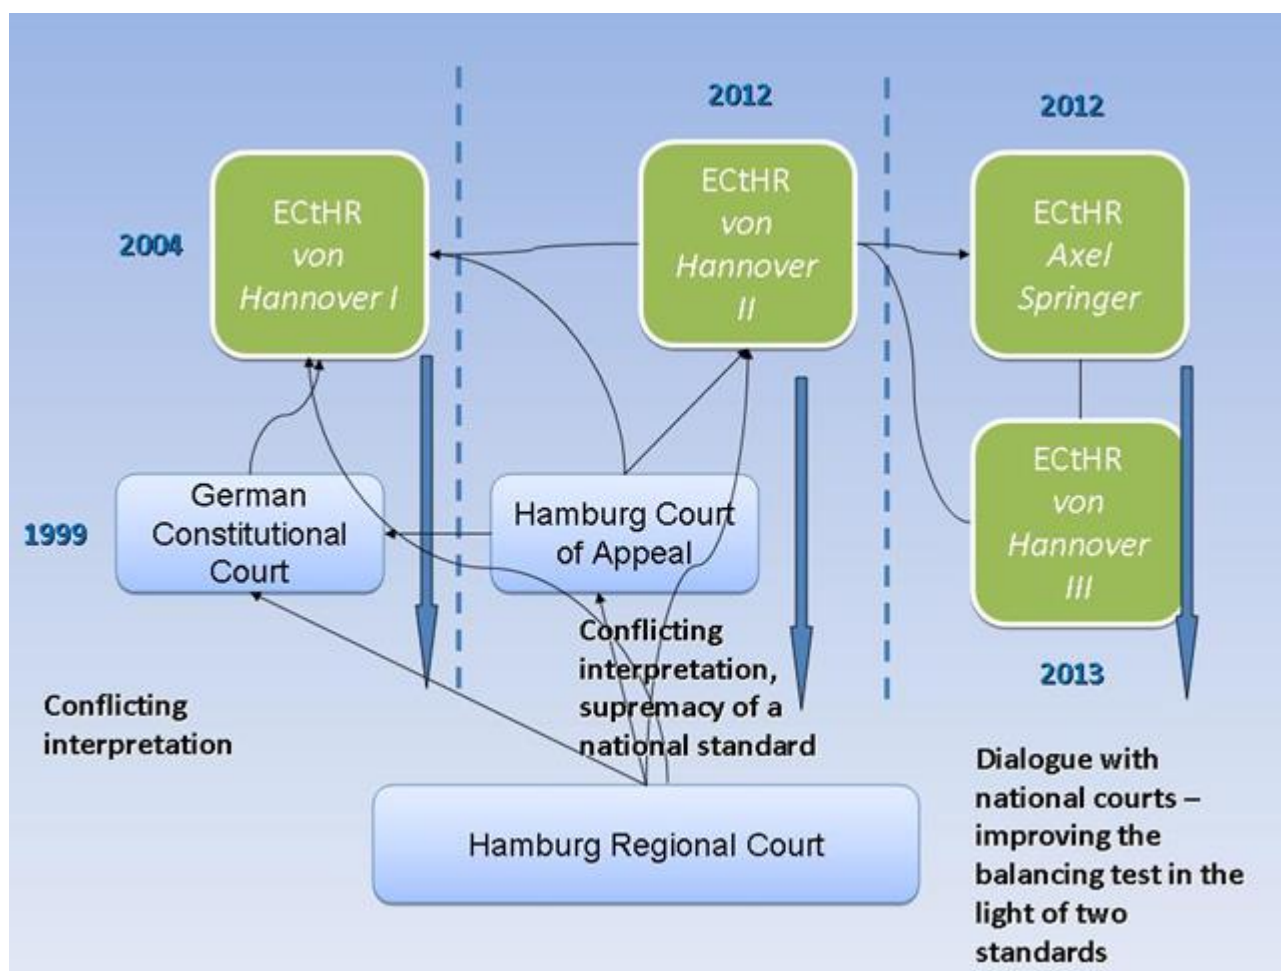 2004
ECtHR
von
Hannover I
1999
German
Constitutional
Court
Conflicting
interpretation
2012
ECtHR
von
Hannover
II
Hamburg Court
of Appeal
Conflicting
interpretation,
supremacy of a
national standard
Hamburg Regional Court
2012
ECtHR
Axel
Springer
ECtHR
von
Hannover
III
2013
Dialogue with
national courts –
improving the
balancing test in the
light of two
standards